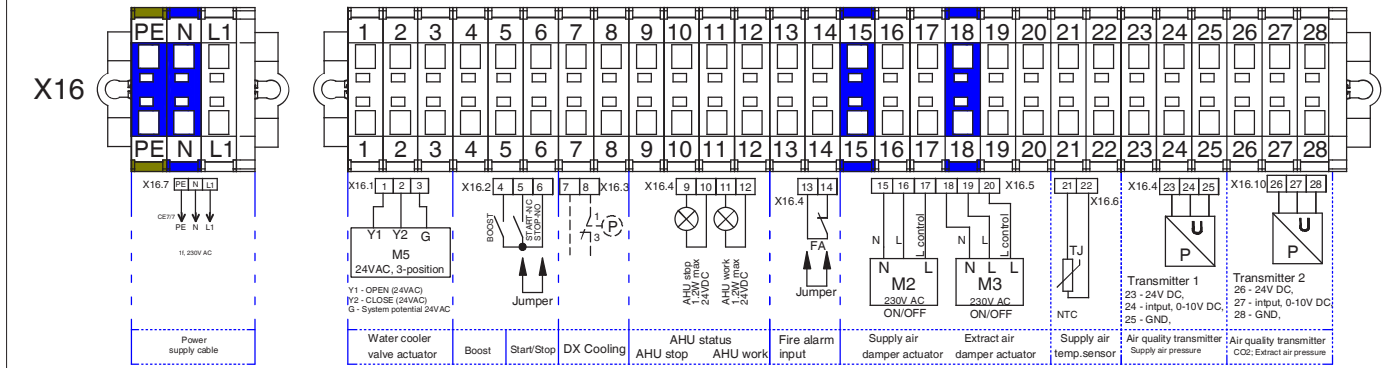 PE N L1
1 2 3 4 5 6 7 8 9 10 11 12 13 14 15 16 17 18 19 20 21 22 23 24 25 26 27 28
X16
PE N L1
1 2 3 4 5 6 7 8 9 10 11 12 13 14 15 16 17 18 19 20 21 22 23 24 25 26 27 28
X16.7 PE N L1
CE7/7
PE N L1
1f, 230V AC
Power
supply cable
X16.1 1 2 3
Y1 Y2 G
M5
24VAC, 3-position
Y1 - OPEN (24VAC)
Y2 - CLOSE (24VAC)
G - System potential 24VAC
Water cooler
valve actuator
X16.2 4 5 6
BOOST
START-NC
STOP-NO
Jumper
Boost
Start/Stop
7 8 X16.3
1
3
P
DX Cooling
X16.4 9 10 11 12
AHU stop
1.2W max
24VDC
AHU work
1.2W max
24VDC
AHU status
AHU stop AHU work
13 14
X16.4
FA
Jumper
Fire alarm
input
15 16 17 18 19 20 X16.5
N L L control
N L
M2
230V AC
ON/OFF
Supply air
damper actuator
N L L control
N L L
M3
230V AC
ON/OFF
Extract air
damper actuator
21 22
X16.6
TJ
NTC
Supply air
temp.sensor
X16.4 23 24 25
U
P
Transmitter 1
23 - 24V DC,
24 - intput, 0-10V DC
25 - GND,
Air quality transmitter
Supply air pressure
X16.10 26 27 28
U
P
Transmitter 2
26 - 24V DC,
27 - intput, 0-10V DC
28 - GND,
Air quality transmitter
CO2; Extract air pressure